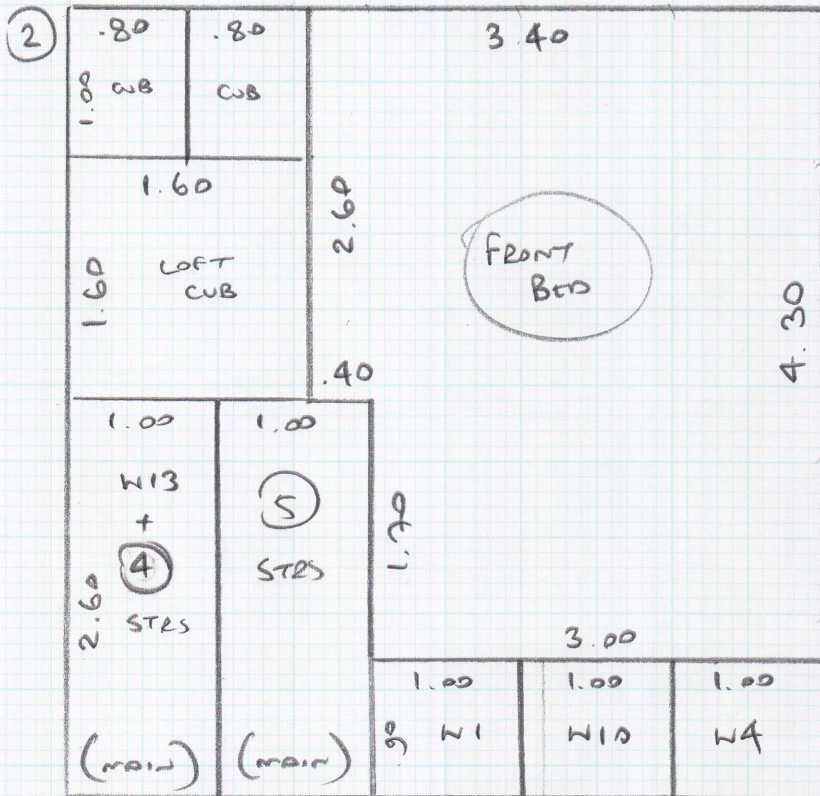 2
.80 .80 3.40
1.00 CUB CUB
1.60
2.60
1.60 LOFT
CUB
FRONT
BED
4.30
.40
1.00 1.00
W13
+
4
STRS
5
STRS
2.60
1.70
3.00
1.00 1.00 1.00
.90 W1 W10 W4
(MAIN) (MAIN)